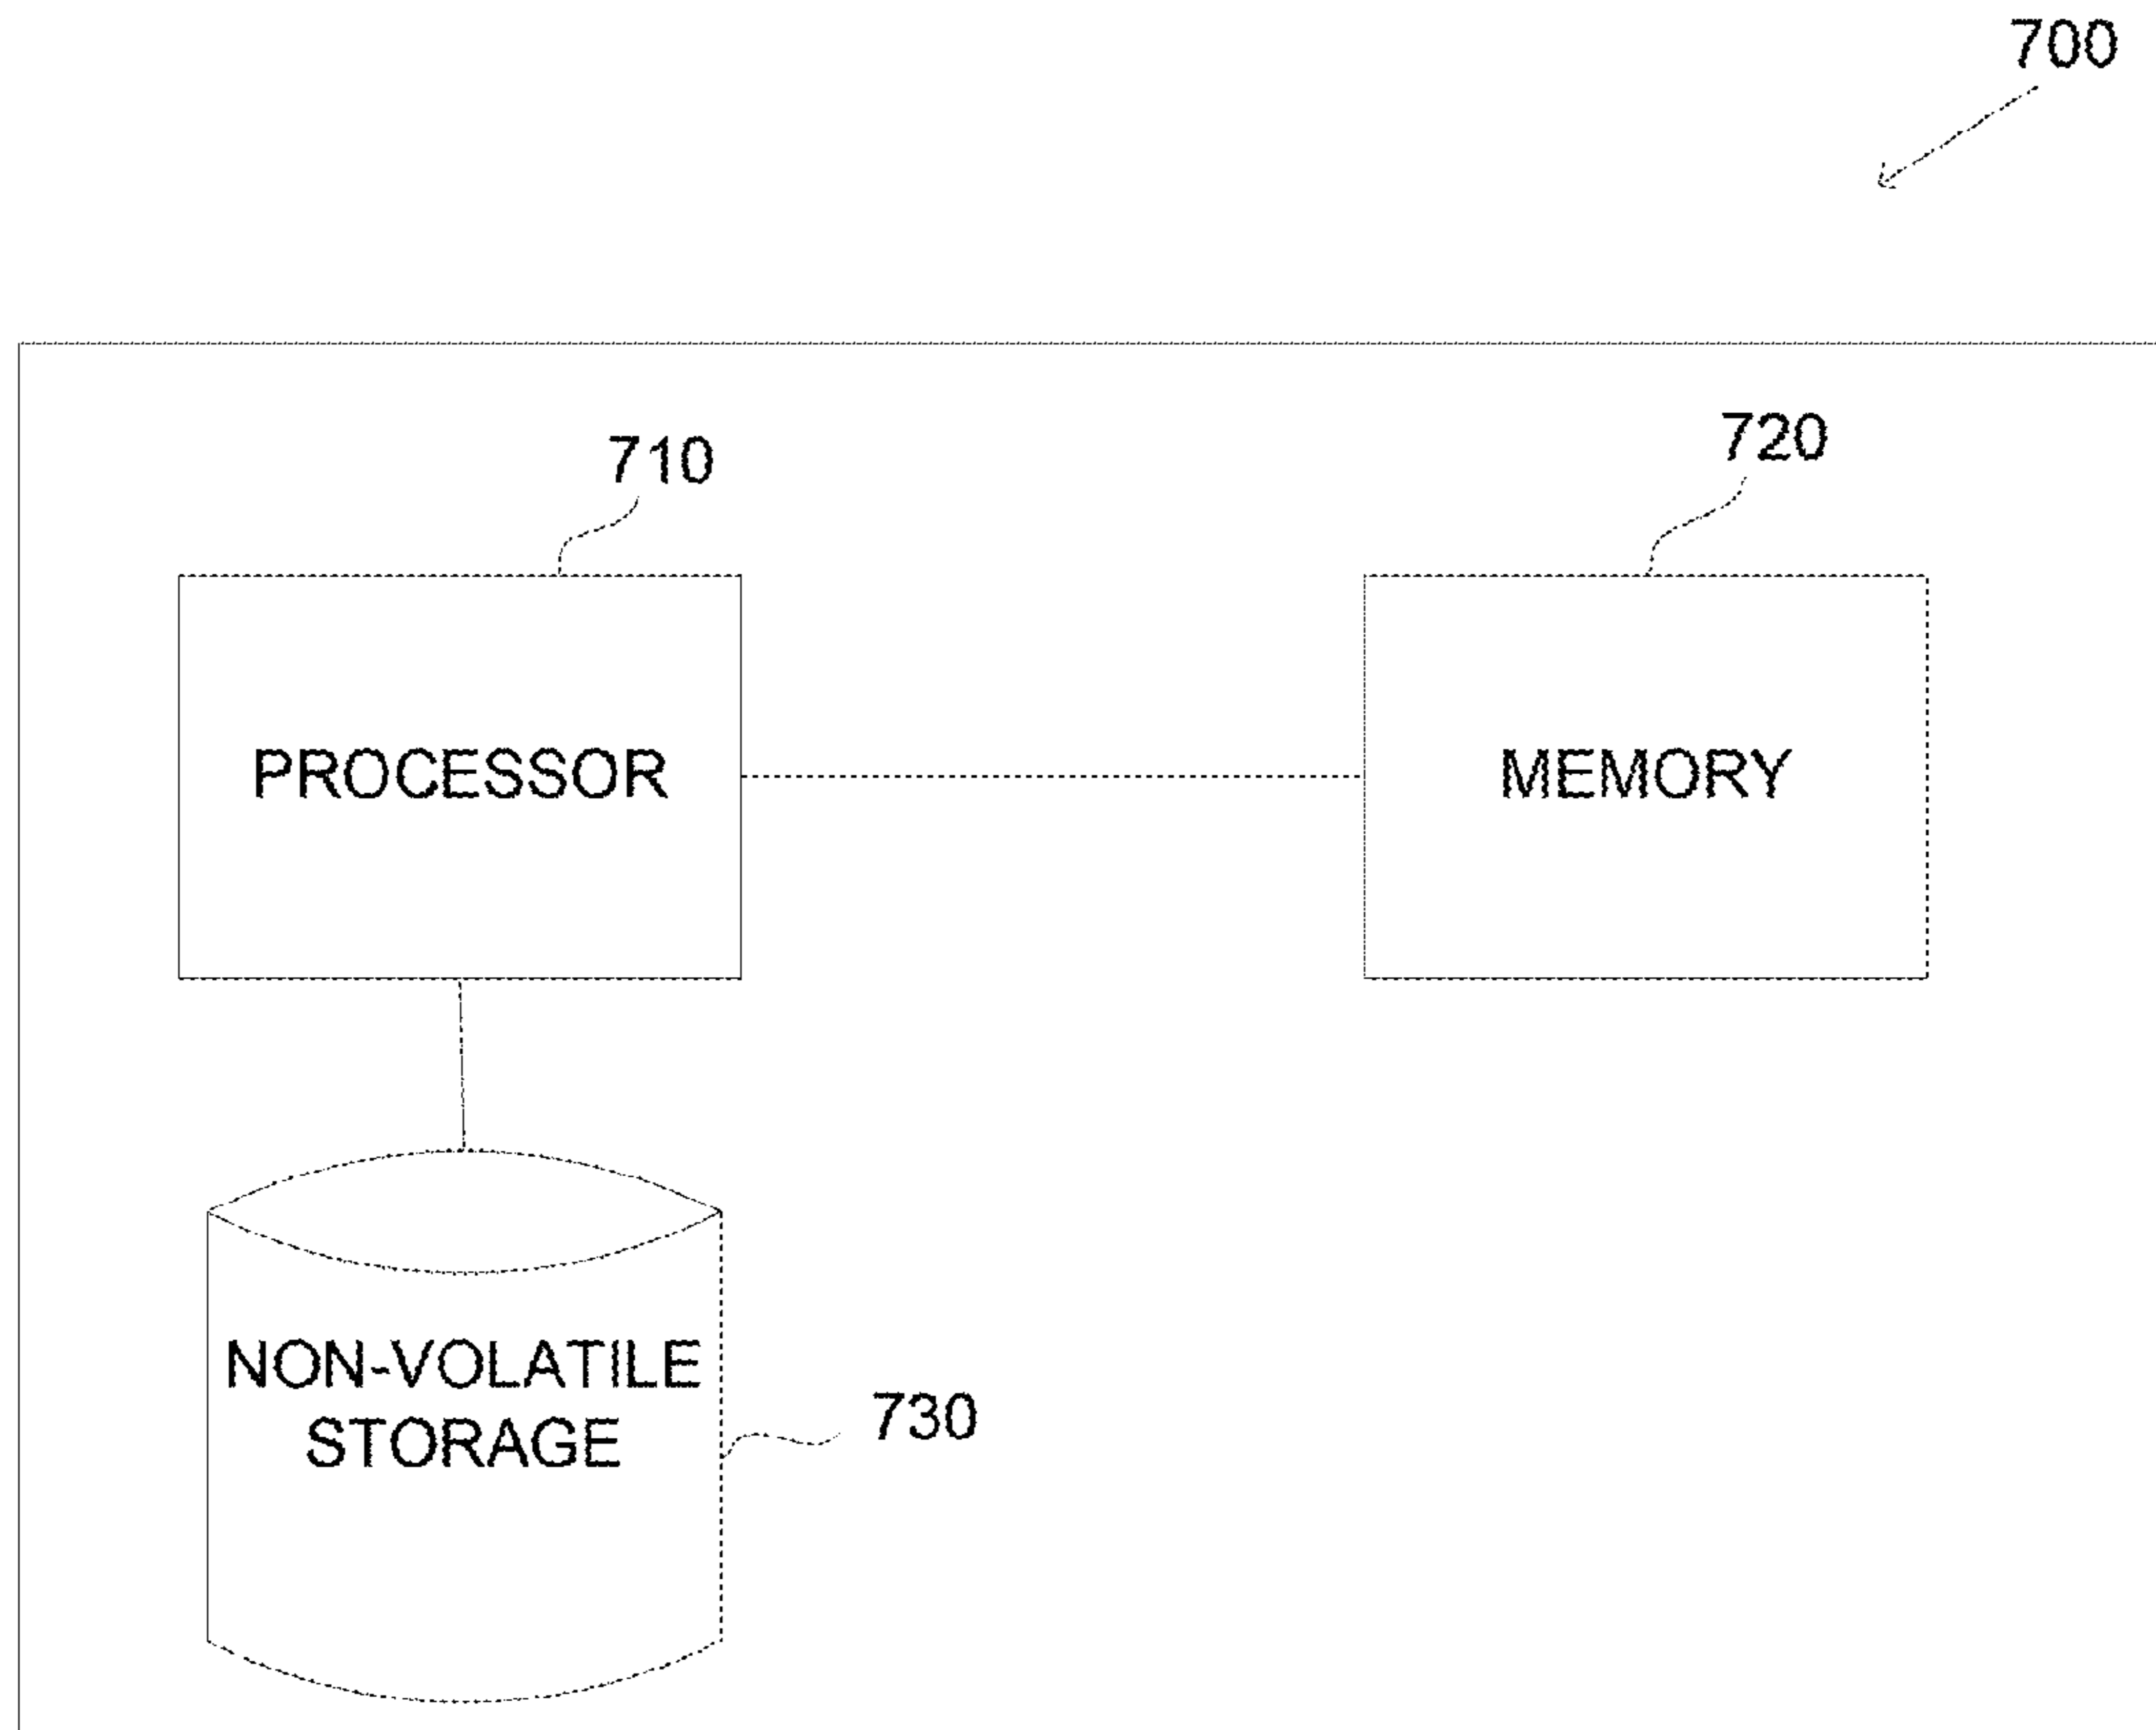 700
710
720
PROCESSOR
MEMORY
NON-VOLATILE
STORAGE
730